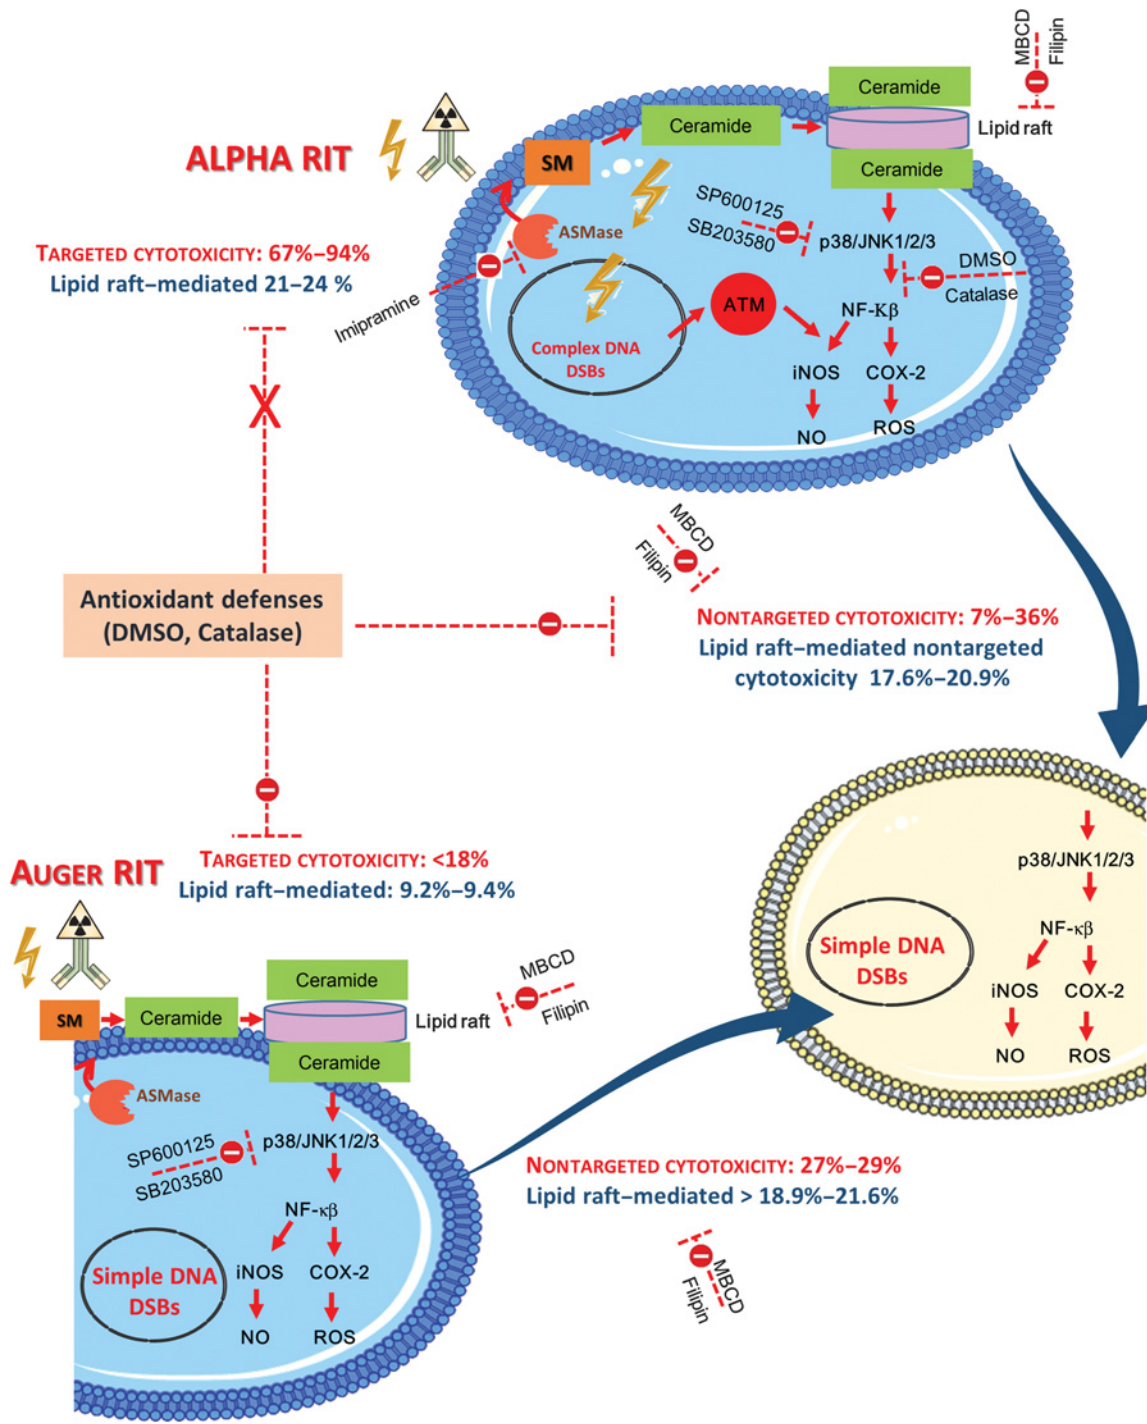 MBCD
Filipin
Ceramide
Lipid raft
Ceramide
Ceramide
SM
ALPHA RIT
ASMase
SP600125
SB203580
p38/JNK1/2/3
DMSO
Catalase
TARGETED CYTOTOXICITY: 67%–94%
Lipid raft–mediated 21–24 %
Imipramine
ATM
NF-Κβ
Complex DNA
DSBs
iNOS
COX-2
NO
ROS
X
MBCD
Filipin
Antioxidant defenses
(DMSO, Catalase)
NONTARGETED CYTOTOXICITY: 7%–36%
Lipid raft–mediated nontargeted
cytotoxicity 17.6%–20.9%
TARGETED CYTOTOXICITY: <18%
Lipid raft–mediated: 9.2%–9.4%
AUGER RIT
SM
Ceramide
Ceramide
Lipid raft
Ceramide
MBCD
Filipin
ASMase
SP600125
SB203580
p38/JNK1/2/3
NF-κβ
Simple DNA
DSBs
iNOS
COX-2
NO
ROS
p38/JNK1/2/3
NF-κβ
Simple DNA
DSBs
iNOS
COX-2
NO
ROS
NONTARGETED CYTOTOXICITY: 27%–29%
Lipid raft–mediated > 18.9%–21.6%
MBCD
Filipin